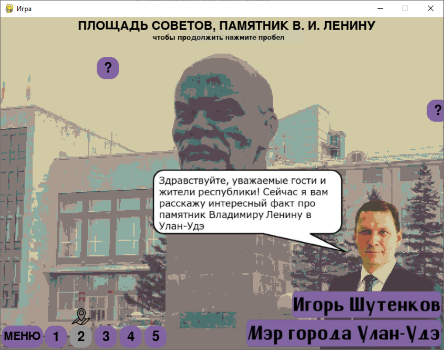 Игра
ПЛОЩАДЬ СОВЕТОВ, ПАМЯТНИК В. И. ЛЕНИНУ
чтобы продолжить нажмите пробел
?
?
Здравствуйте, уважаемые гости и
жители республики! Сейчас я вам
расскажу интересный факт про
памятник Владимиру Ленину в
Улан-Удэ
Игорь Шутенков
Мэр города Улан-Удэ
МЕНЮ 1 2 3 4 5